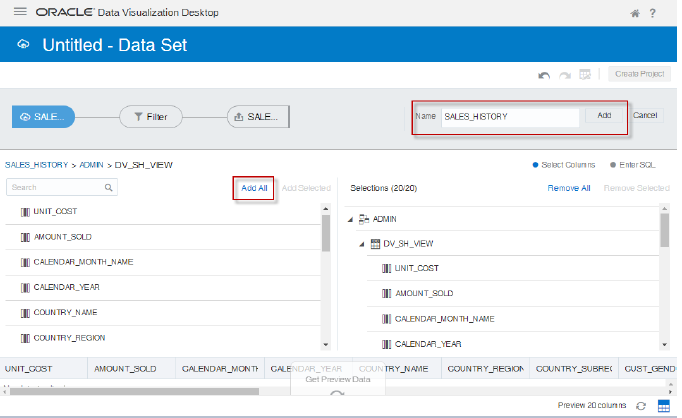 ORACLE Data Visualization Desktop
?
Untitled - Data Set
Create Project
SALE...
Filter
SALE...
Name SALES_HISTORY Add Cancel
SALES_HISTORY > ADMIN > DV_SH_VIEW
Select Columns Enter SQL
Search
Add All Add Selected
Selections (20/20) Remove All Remove Selected
UNIT_COST
AMOUNT_SOLD
CALENDAR_MONTH_NAME
CALENDAR_YEAR
COUNTRY_NAME
COUNTRY_REGION
ADMIN
DV_SH_VIEW
UNIT_COST
AMOUNT_SOLD
CALENDAR_MONTH_NAME
CALENDAR_YEAR
UNIT_COST AMOUNT_SOLD CALENDAR_MONTH CALENDAR_YEAR COUNTRY_NAME COUNTRY_REGION COUNTRY_SUBREG CUST_GEND
Get Preview Data
Preview 20 columns